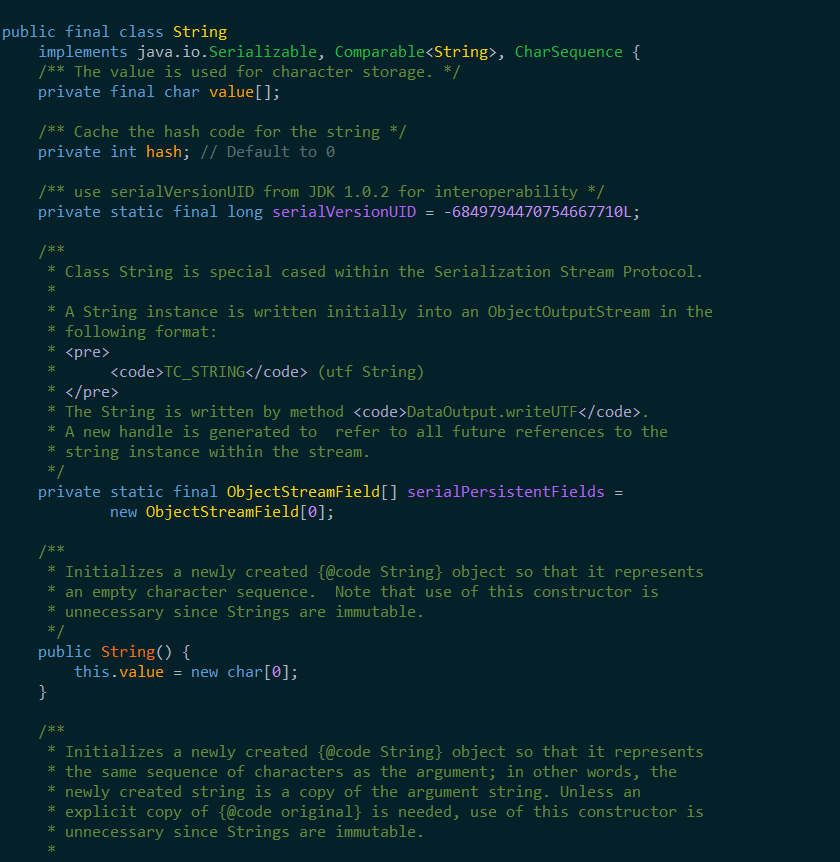 public final class String
    implements java.io.Serializable, Comparable<String>, CharSequence {
    /** The value is used for character storage. */
    private final char value[];

    /** Cache the hash code for the string */
    private int hash; // Default to 0

    /** use serialVersionUID from JDK 1.0.2 for interoperability */
    private static final long serialVersionUID = -6849794470754667710L;

    /**
     * Class String is special cased within the Serialization Stream Protocol.
     *
     * A String instance is written initially into an ObjectOutputStream in the
     * following format:
     * <pre>
     *      <code>TC_STRING</code> (utf String)
     * </pre>
     * The String is written by method <code>DataOutput.writeUTF</code>.
     * A new handle is generated to  refer to all future references to the
     * string instance within the stream.
     */
    private static final ObjectStreamField[] serialPersistentFields =
            new ObjectStreamField[0];

    /**
     * Initializes a newly created {@code String} object so that it represents
     * an empty character sequence.  Note that use of this constructor is
     * unnecessary since Strings are immutable.
     */
    public String() {
        this.value = new char[0];
    }

    /**
     * Initializes a newly created {@code String} object so that it represents
     * the same sequence of characters as the argument; in other words, the
     * newly created string is a copy of the argument string. Unless an
     * explicit copy of {@code original} is needed, use of this constructor is
     * unnecessary since Strings are immutable.
     *